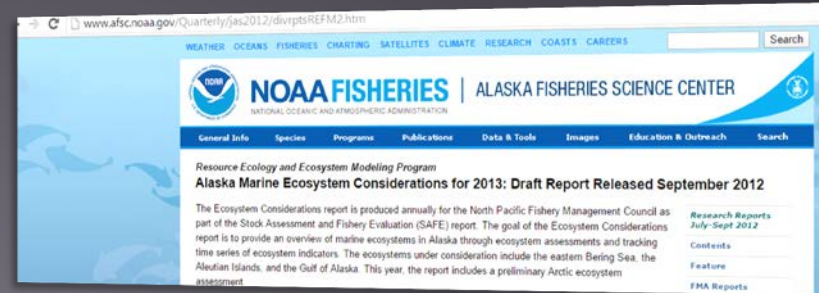 www.afsc.noaa.gov/Quarterly/jas2012/divrptsREFM2.htm
WEATHER OCEANS FISHERIES CHARTING SATELLITES CLIMATE RESEARCH COASTS CAREERS
Search
NOAA
NOAA FISHERIES
NATIONAL OCEANIC AND ATMOSPHERIC ADMINISTRATION
ALASKA FISHERIES SCIENCE CENTER
General Info Species Programs Publications Data & Tools Images Education & Outreach Search
Resource Ecology and Ecosystem Modeling Program
Alaska Marine Ecosystem Considerations for 2013: Draft Report Released September 2012
The Ecosystem Considerations report is produced annually for the North Pacific Fishery Management Council as
part of the Stock Assessment and Fishery Evaluation (SAFE) report. The goal of the Ecosystem Considerations
report is to provide an overview of marine ecosystems in Alaska through ecosystem assessments and tracking
time series of ecosystem indicators. The ecosystems under consideration include the eastern Bering Sea, the
Aleutian Islands, and the Gulf of Alaska. This year, the report includes a preliminary Arctic ecosystem
assessment
Research Reports
July-Sept 2012
Contents
Feature
FMA Reports